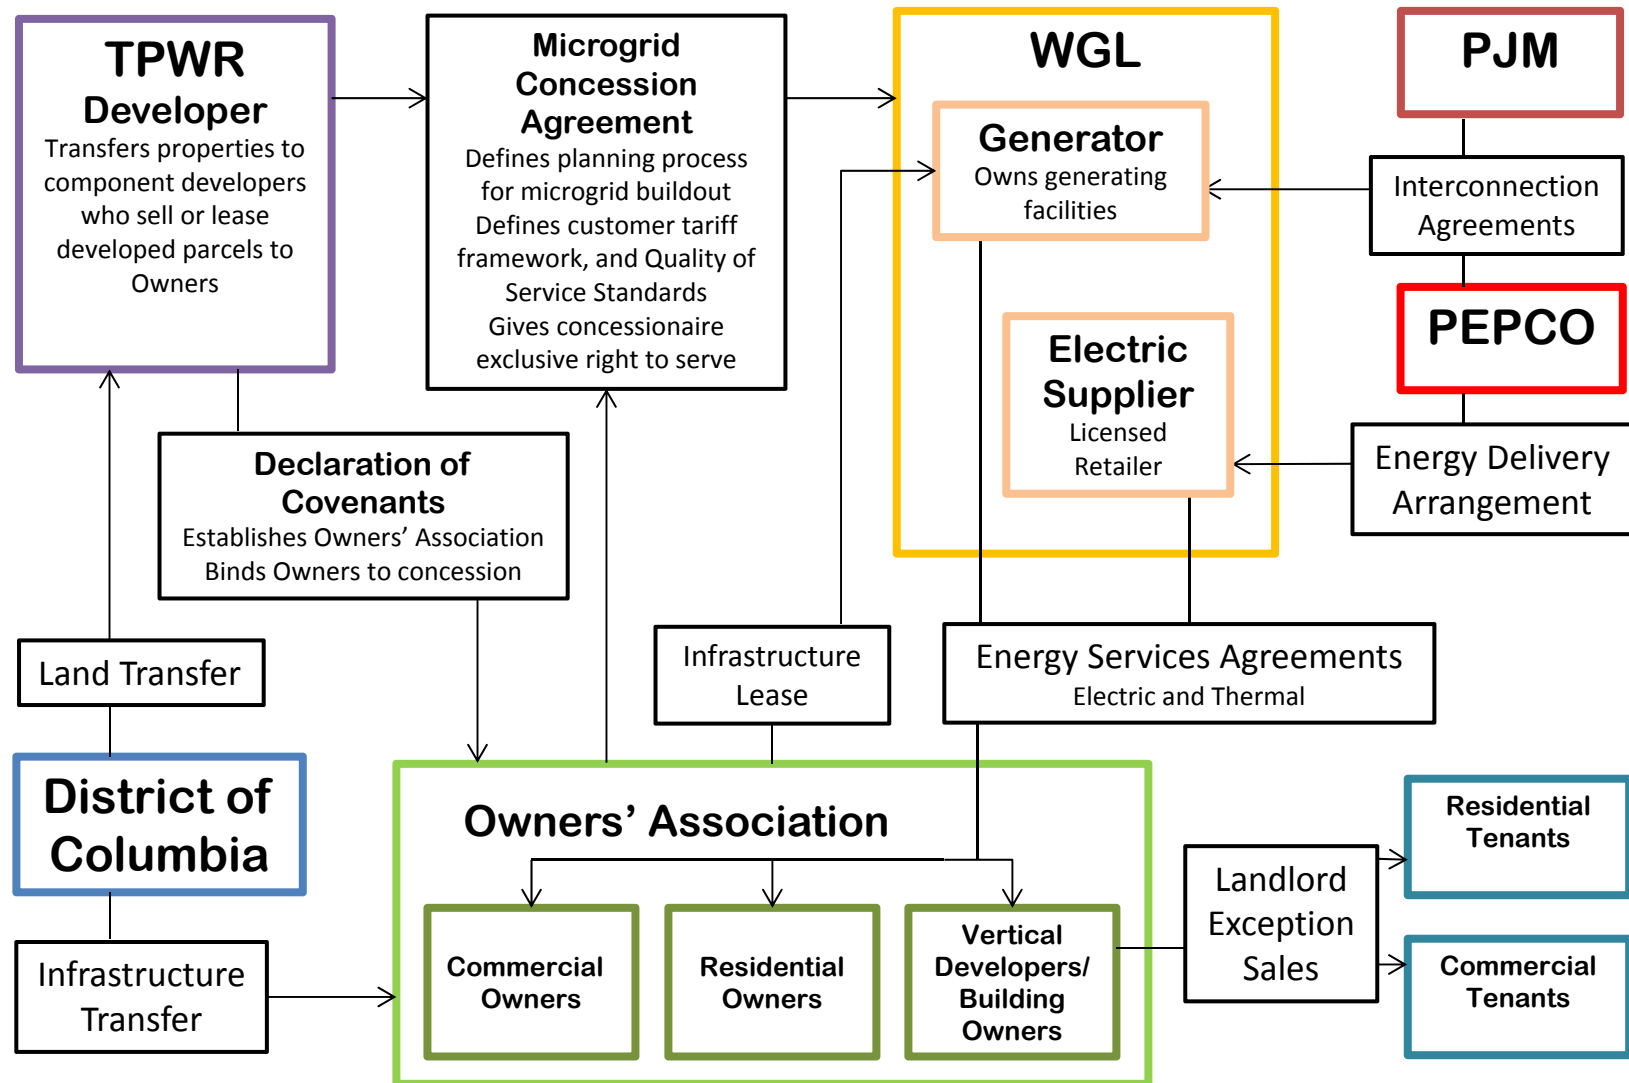 TPWR
Developer
Transfers properties to
component developers
who sell or lease
developed parcels to
Owners
Microgrid
Concession
Agreement
Defines planning process
for microgrid buildout
Defines customer tariff
framework, and Quality of
Service Standards
Gives concessionaire
exclusive right to serve
WGL
Generator
Owns generating
facilities
Electric
Supplier
Licensed
Retailer
PJM
Interconnection
Agreements
PEPCO
Energy Delivery
Arrangement
Declaration of
Covenants
Establishes Owners’ Association
Binds Owners to concession
Land Transfer
Infrastructure
Lease
Energy Services Agreements
Electric and Thermal
District of
Columbia
Infrastructure
Transfer
Owners’ Association
Commercial
Owners
Residential
Owners
Vertical
Developers/
Building
Owners
Landlord
Exception
Sales
Residential
Tenants
Commercial
Tenants